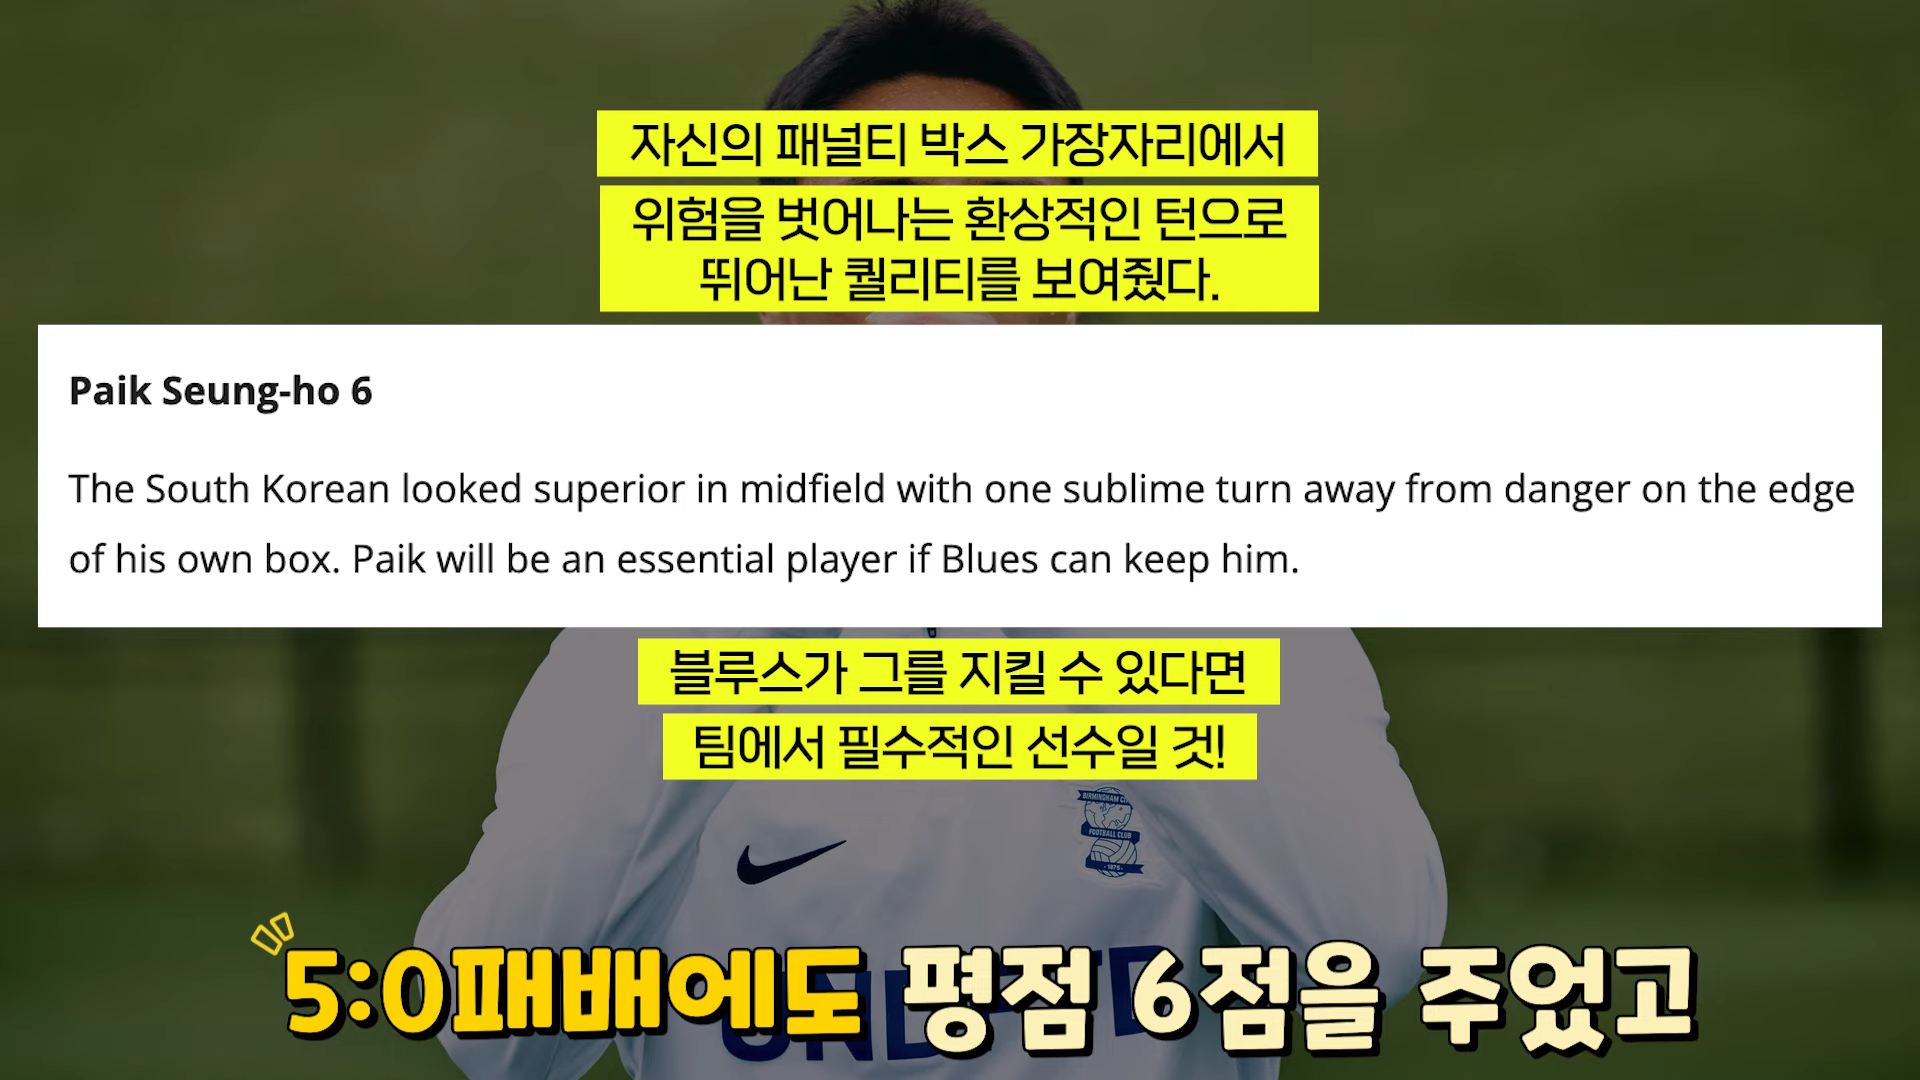 자신의 패널티 박스 가장자리에서
위험을 벗어나는 환상적인 턴으로
뛰어난 퀄리티를 보여줬다.
Paik Seung-ho 6
The South Korean looked superior in midfield with one sublime turn away from danger on the edge
of his own box. Paik will be an essential player if Blues can keep him.
블루스가 그를 지킬 수 있다면
팀에서 필수적인 선수일 것!
BIRMINGHAM CITY
FOOTBALL CLUB
1875
5:0패배에도 평점 6점을 주었고